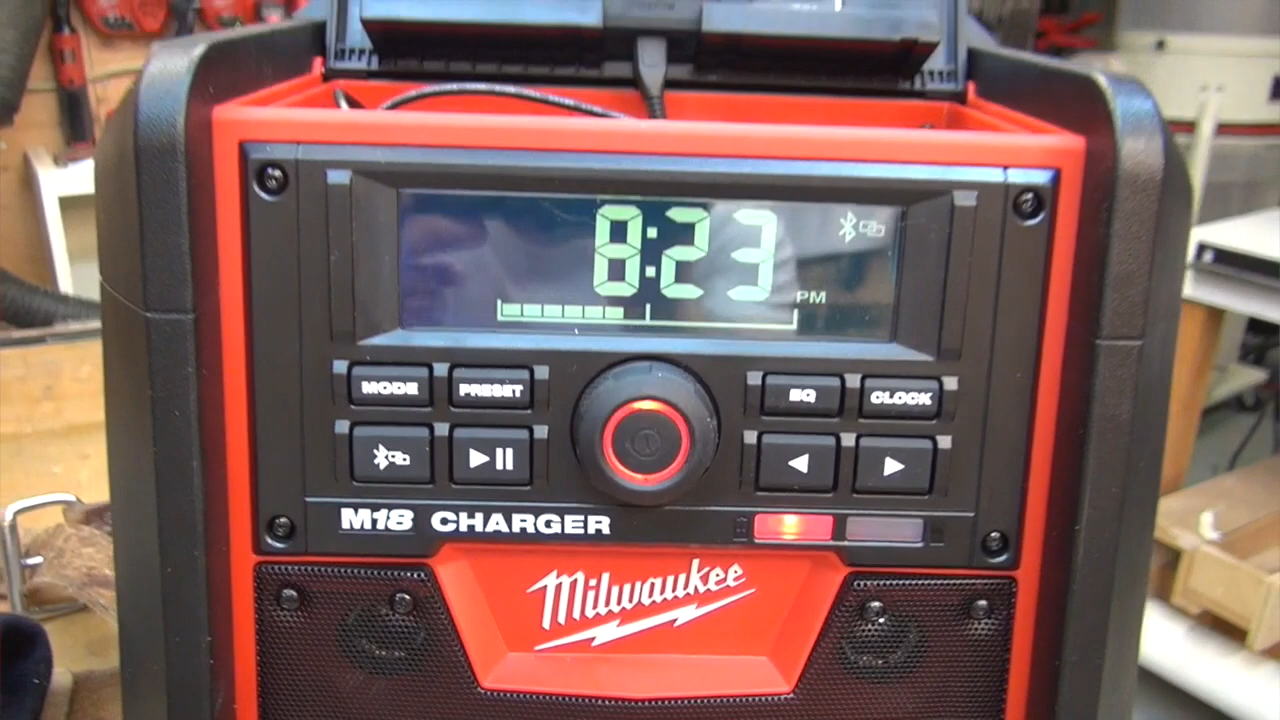 8:23
PM
MODE
PRESET
EQ
CLOCK
M18 CHARGER
Milwaukee